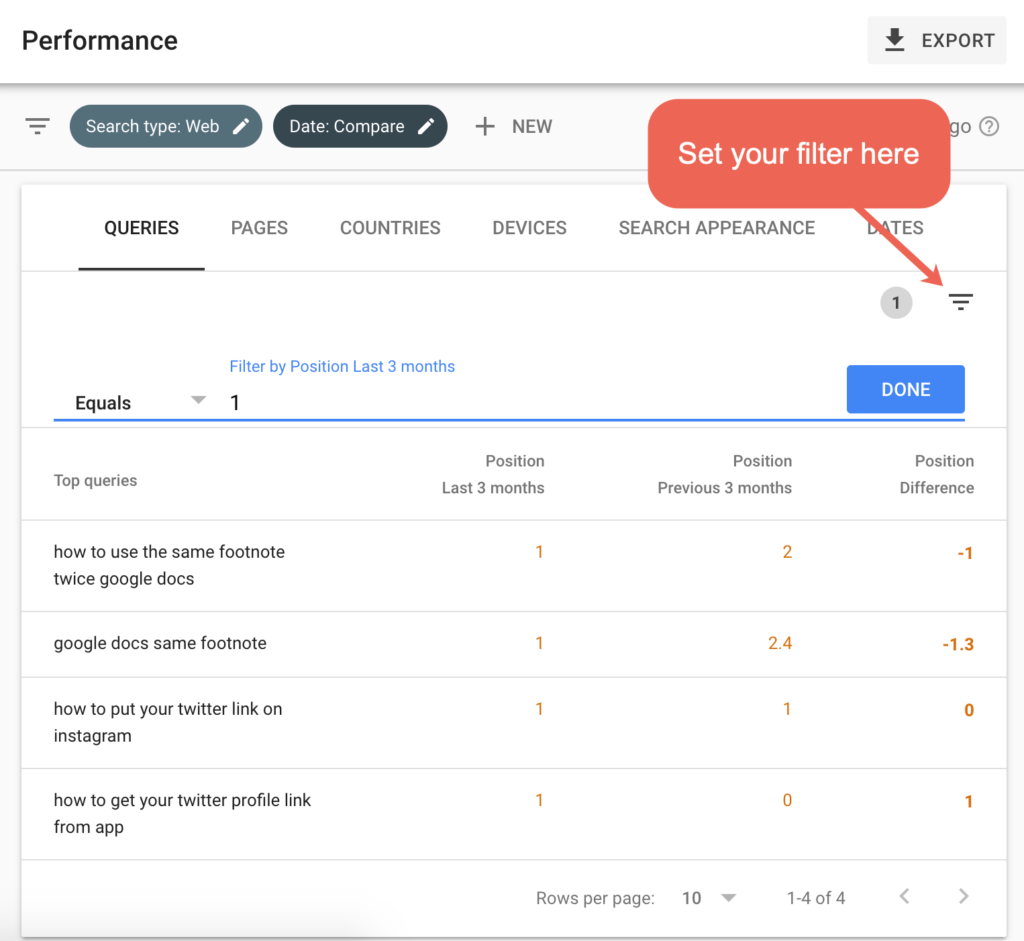 Performance
EXPORT
Search type: Web
Date: Compare
NEW
go
Set your filter here
QUERIES
PAGES
COUNTRIES
DEVICES
SEARCH APPEARANCE
DATES
1
Filter by Position Last 3 months
Equals
1
DONE
Top queries
Position
Last 3 months
Position
Previous 3 months
Position
Difference
how to use the same footnote
twice google docs
1
2
-1
google docs same footnote
1
2.4
-1.3
how to put your twitter link on
instagram
1
1
0
how to get your twitter profile link
from app
1
0
1
Rows per page:
10
1-4 of 4